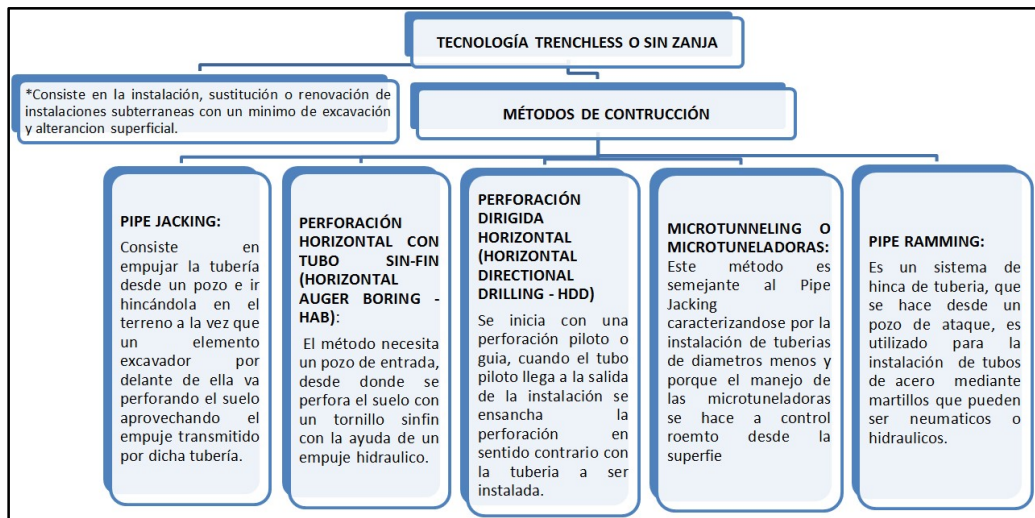 TECNOLOGÍA TRENCHLESS O SIN ZANJA
*Consiste en la instalación, sustitución o renovación de
instalaciones subterraneas con un minimo de excavación
y alterancion superficial.
MÉTODOS DE CONTRUCCIÓN
PIPE JACKING:
Consiste en
empujar la tubería
desde un pozo e ir
hincándola en el
terreno a la vez que
un elemento
excavador por
delante de ella va
perforando el suelo
aprovechando el
empuje transmitido
por dicha tubería.
PERFORACIÓN
HORIZONTAL CON
TUBO SIN-FIN
(HORIZONTAL
AUGER BORING -
HAB):
El método necesita
un pozo de entrada,
desde donde se
perfora el suelo con
un tornillo sinfin
con la ayuda de un
empuje hidraulico.
PERFORACIÓN
DIRIGIDA
HORIZONTAL
(HORIZONTAL
DIRECTIONAL
DRILLING - HDD)
Se inicia con una
perforación piloto o
guia, cuando el tubo
piloto llega a la salida
de la instalación se
ensancha la
perforación en
sentido contrario con
la tuberia a ser
instalada.
MICROTUNNELING O
MICROTUNELADORAS:
Este método es
semejante al Pipe
Jacking
caracterizandose por la
instalación de tuberias
de diametros menos y
porque el manejo de
las microtuneladoras
se hace a control
roemto desde la
superfie
PIPE RAMMING:
Es un sistema de
hinca de tuberia, que
se hace desde un
pozo de ataque, es
utilizado para la
instalación de tubos
de acero mediante
martillos que pueden
ser neumaticos o
hidraulicos.